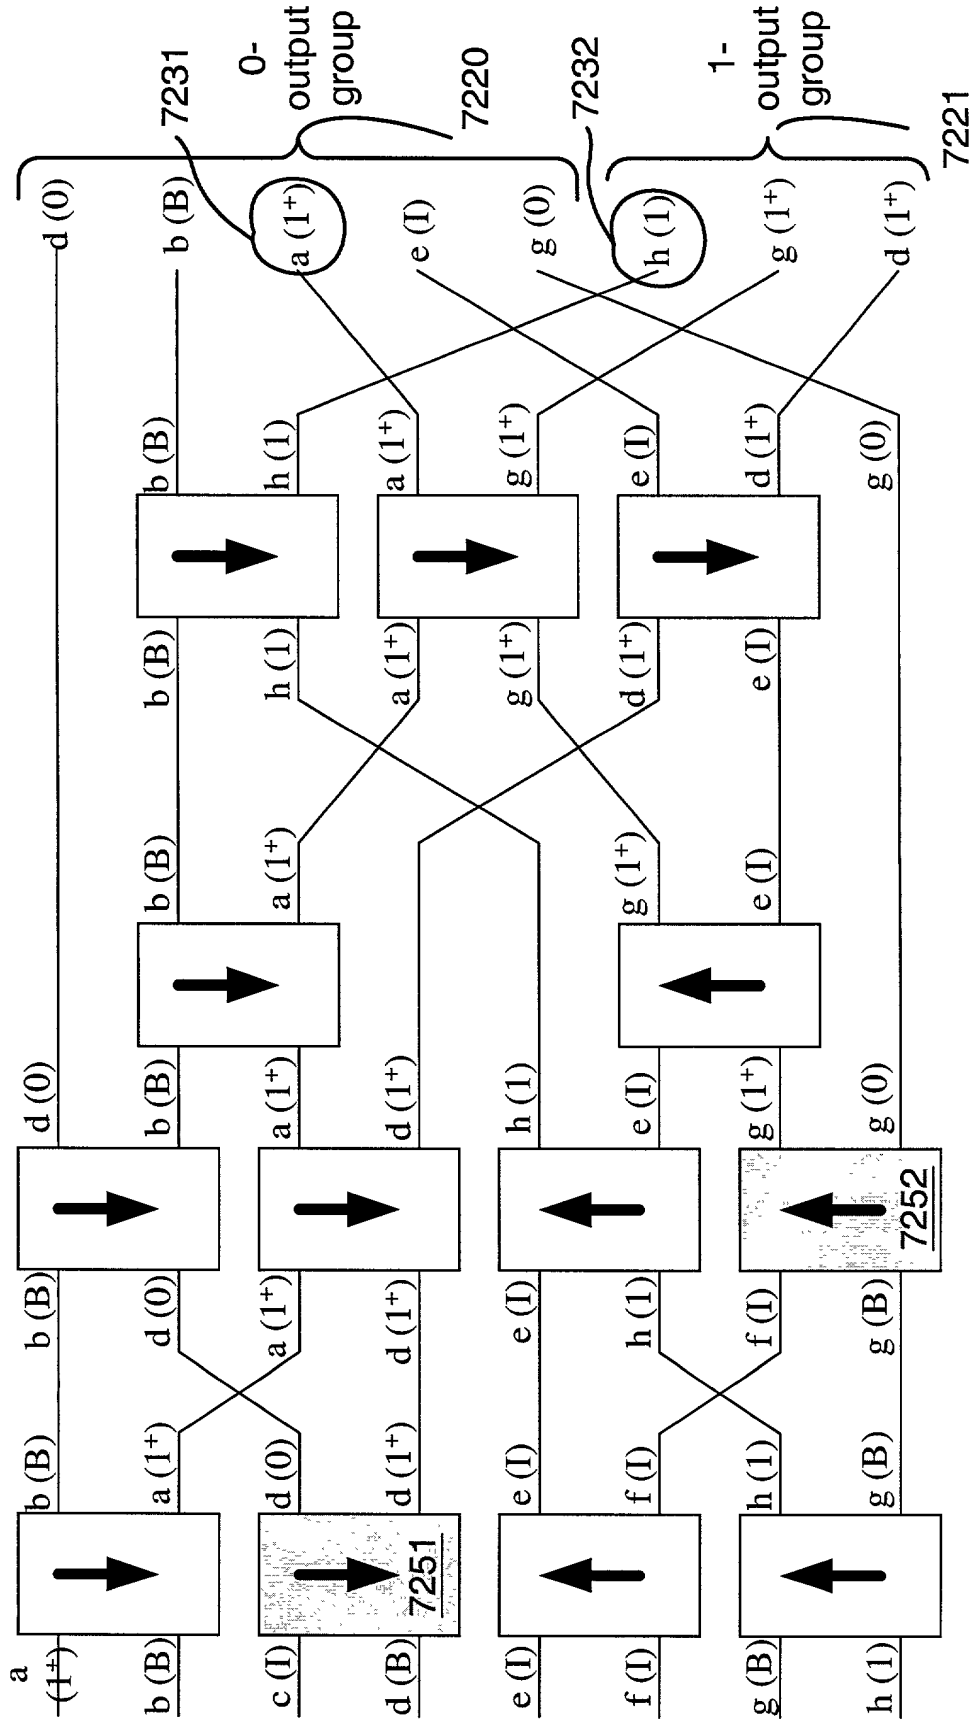 a
(1⁺)
b (B)
c (I)
d (B)
e (I)
f (I)
g (B)
h (1)
7251
b (B)
a (1⁺)
d (0)
d (1⁺)
e (I)
f (I)
h (1)
g (B)
b (B)
d (0)
a (1⁺)
d (1⁺)
e (I)
h (1)
f (I)
g (B)
7252
d (0)
b (B)
a (1⁺)
d (1⁺)
h (1)
e (I)
g (1⁺)
g (0)
b (B)
a (1⁺)
g (1⁺)
e (I)
b (B)
h (1)
a (1⁺)
g (1⁺)
d (1⁺)
e (I)
b (B)
h (1)
a (1⁺)
g (1⁺)
e (I)
d (1⁺)
g (0)
d (0)
b (B)
a (1⁺)
e (I)
g (0)
h (1)
g (1⁺)
d (1⁺)
7231
0-
output
group
7220
7232
1-
output
group
7221